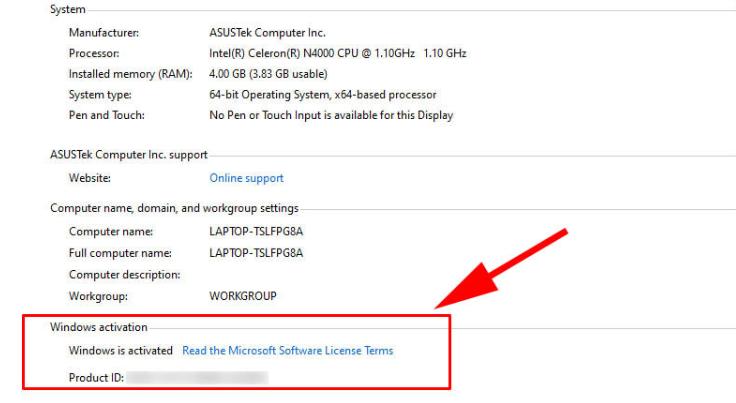 System
Manufacturer: ASUSTek Computer Inc.
Processor: Intel(R) Celeron(R) N4000 CPU @ 1.10GHz 1.10 GHz
Installed memory (RAM): 4.00 GB (3.83 GB usable)
System type: 64-bit Operating System, x64-based processor
Pen and Touch: No Pen or Touch Input is available for this Display
ASUSTek Computer Inc. support
Website: Online support
Computer name, domain, and workgroup settings
Computer name: LAPTOP-TSLFPG8A
Full computer name: LAPTOP-TSLFPG8A
Computer description:
Workgroup: WORKGROUP
Windows activation
Windows is activated Read the Microsoft Software License Terms
Product ID: